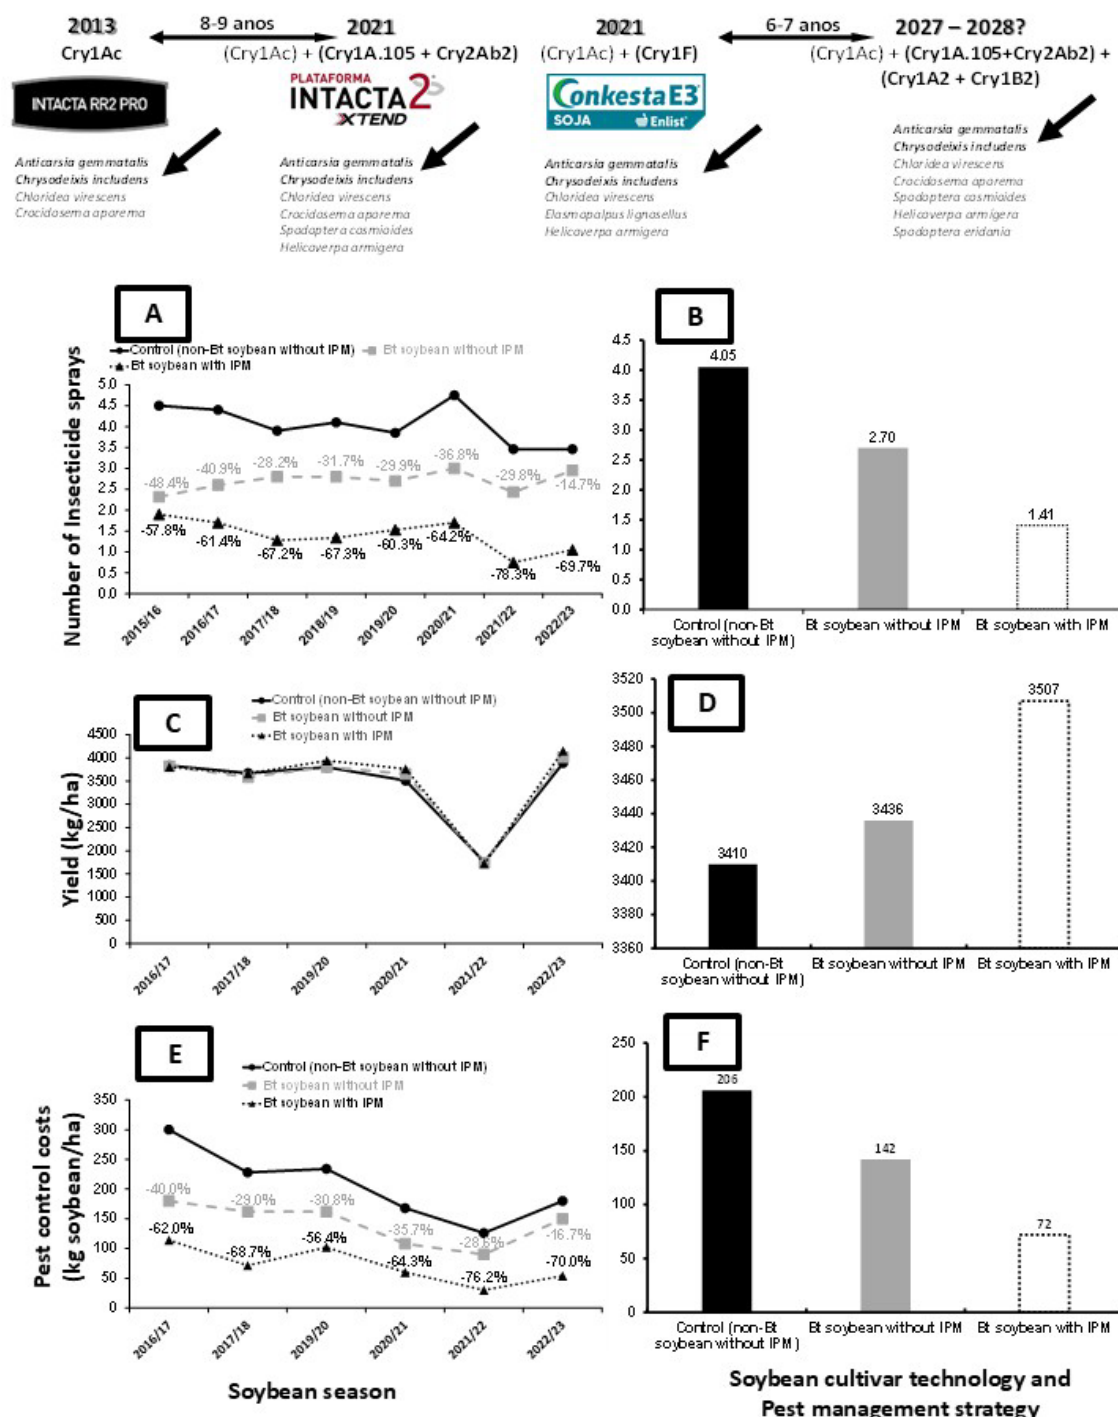 2013
8-9 anos
2021
Cry1Ac
(Cry1Ac) + (Cry1A.105 + Cry2Ab2)
INTACTA RR2 PRO
PLATAFORMA
INTACTA 2
XTEND
Anticarsia gemmatalis
Chrysodeixis includens
Chloridea virescens
Crocidosema aporema
Anticarsia gemmatalis
Chrysodeixis includens
Chloridea virescens
Crocidosema aporema
Spodoptera cosmioides
Helicoverpa armigera
2021
6-7 anos
2027 – 2028?
(Cry1Ac) + (Cry1F)
(Cry1Ac) + (Cry1A.105+Cry2Ab2) +
(Cry1A2 + Cry1B2)
Conkesta E3
SOJA Enlist
Anticarsia gemmatalis
Chrysodeixis includens
Chloridea virescens
Elasmopalpus lignosellus
Helicoverpa armigera
Anticarsia gemmatalis
Chrysodeixis includens
Chloridea virescens
Crocidosema aporema
Spodoptera cosmioides
Helicoverpa armigera
Spodoptera eridania
A
Control (non-Bt soybean without IPM) Bt soybean without IPM
Bt soybean with IPM
Number of Insecticide sprays
5.0
4.5
4.0
3.5
3.0
2.5
2.0
1.5
1.0
0.5
0.0
-48.4% -40.9% -28.2% -31.7% -29.9% -36.8% -29.8% -14.7%
-57.8% -61.4% -67.2% -67.3% -60.3% -64.2% -78.3% -69.7%
2015/16 2016/17 2017/18 2018/19 2019/20 2020/21 2021/22 2022/23
B
4.5
4.0
3.5
3.0
2.5
2.0
1.5
1.0
0.5
0.0
4.05
2.70
1.41
Control (non-Bt soybean without IPM)
Bt soybean without IPM
Bt soybean with IPM
C
Control (non-Bt soybean without IPM)
Bt soybean without IPM
Bt soybean with IPM
Yield (kg/ha)
4500
4000
3500
3000
2500
2000
1500
1000
500
0
2016/17 2017/18 2019/20 2020/21 2021/22 2022/23
D
3520
3500
3480
3460
3440
3420
3400
3380
3360
3410
3436
3507
Control (non-Bt soybean without IPM)
Bt soybean without IPM
Bt soybean with IPM
E
Control (non-Bt soybean without IPM)
Bt soybean without IPM
Bt soybean with IPM
Pest control costs
(kg soybean/ha)
350
300
250
200
150
100
50
0
-40.0% -29.0% -30.8% -35.7% -28.6% -16.7%
-62.0% -68.7% -56.4% -64.3% -76.2% -70.0%
2016/17 2017/18 2019/20 2020/21 2021/22 2022/23
Soybean season
F
250
200
150
100
50
0
206
142
72
Control (non-Bt soybean without IPM)
Bt soybean without IPM
Bt soybean with IPM
Soybean cultivar technology and
Pest management strategy